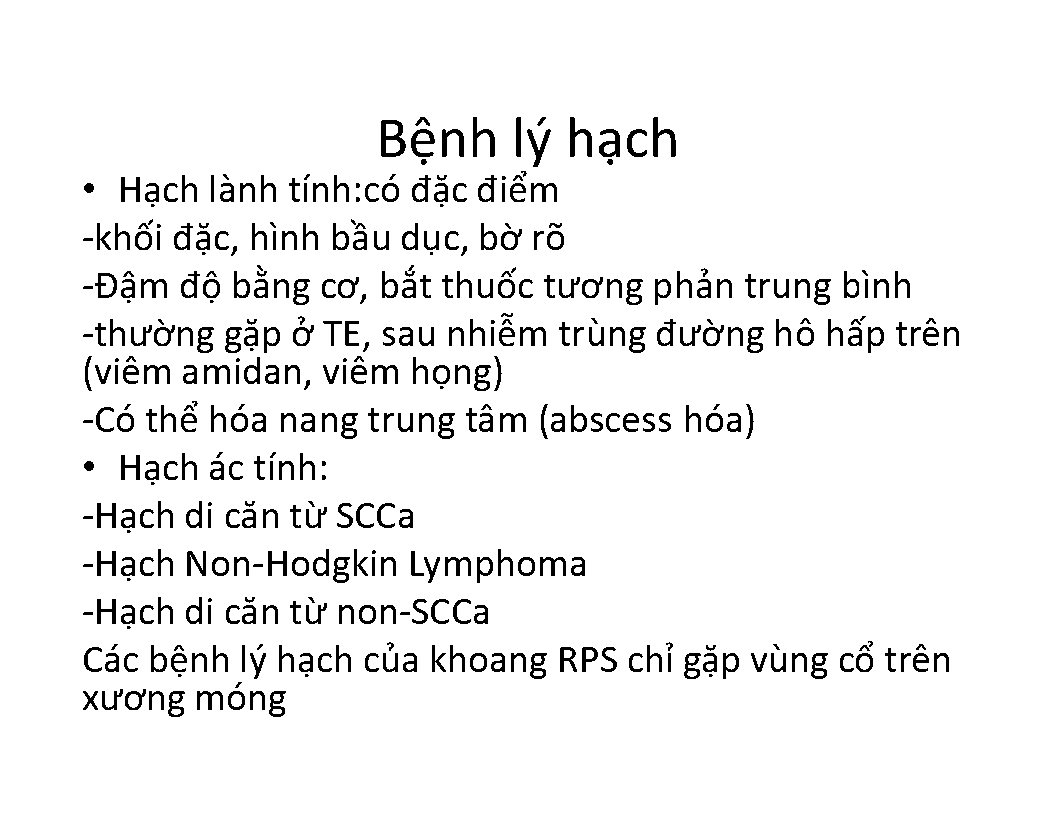 Bệnh lý hạch
• Hạch lành tính:có đặc điểm
-khối đặc, hình bầu dục, bờ rõ
-Đậm độ bằng cơ, bắt thuốc tương phản trung bình
-thường gặp ở TE, sau nhiễm trùng đường hô hấp trên
(viêm amidan, viêm họng)
-Có thể hóa nang trung tâm (abscess hóa)
• Hạch ác tính:
-Hạch di căn từ SCCa
-Hạch Non-Hodgkin Lymphoma
-Hạch di căn từ non-SCCa
Các bệnh lý hạch của khoang RPS chỉ gặp vùng cổ trên
xương móng